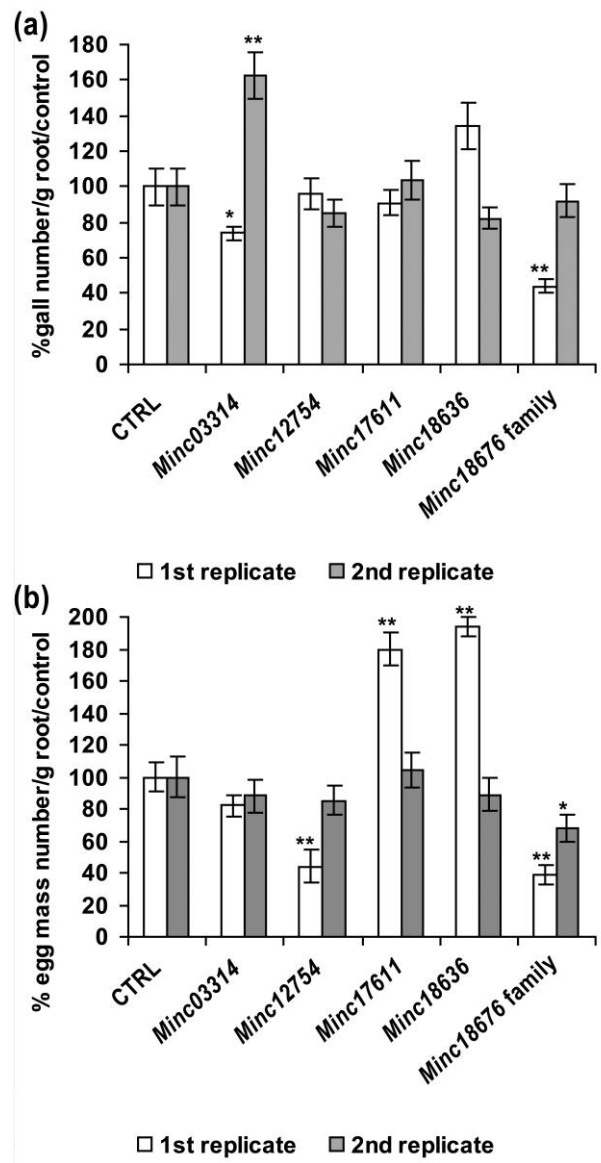 (a)
%gall number/g root/control
180
160
140
120
100
80
60
40
20
0
**
*
**
CTRL
Minc03314
Minc12754
Minc17611
Minc18636
Minc18676 family
1st replicate 2nd replicate
(b)
% egg mass number/g root/control
200
180
160
140
120
100
80
60
40
20
0
**
**
**
**
*
CTRL
Minc03314
Minc12754
Minc17611
Minc18636
Minc18676 family
1st replicate 2nd replicate